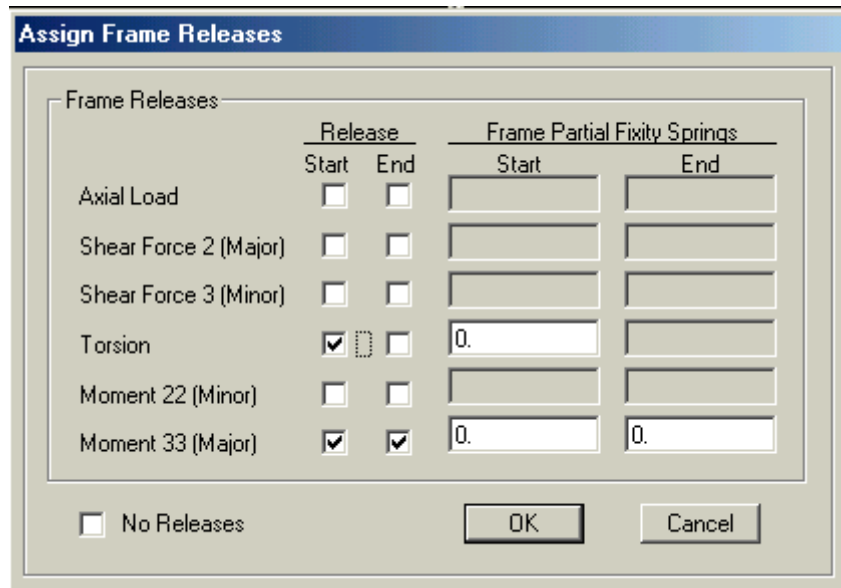 Assign Frame Releases
Frame Releases
Release Frame Partial Fixity Springs
Start End Start End
Axial Load
Shear Force 2 (Major)
Shear Force 3 (Minor)
Torsion 0.
Moment 22 (Minor)
Moment 33 (Major) 0. 0.
No Releases OK Cancel